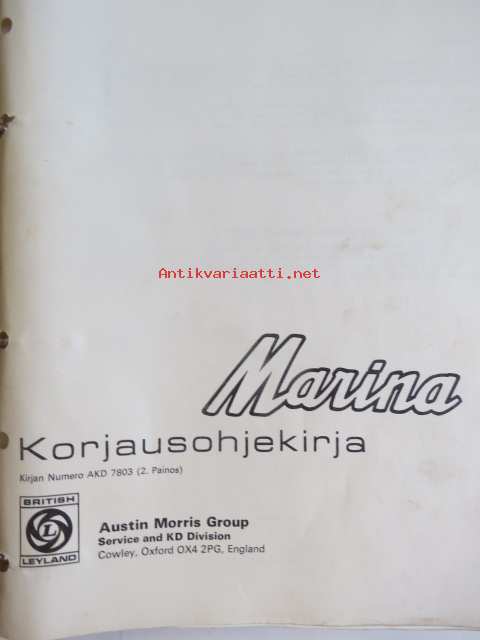 Antikvariaatti.net
Marina
Korjausohjekirja
Kirjan Numero AKD 7803 (2. Painos)
BRITISH
L
LEYLAND
Austin Morris Group
Service and KD Division
Cowley, Oxford OX4 2PG, England